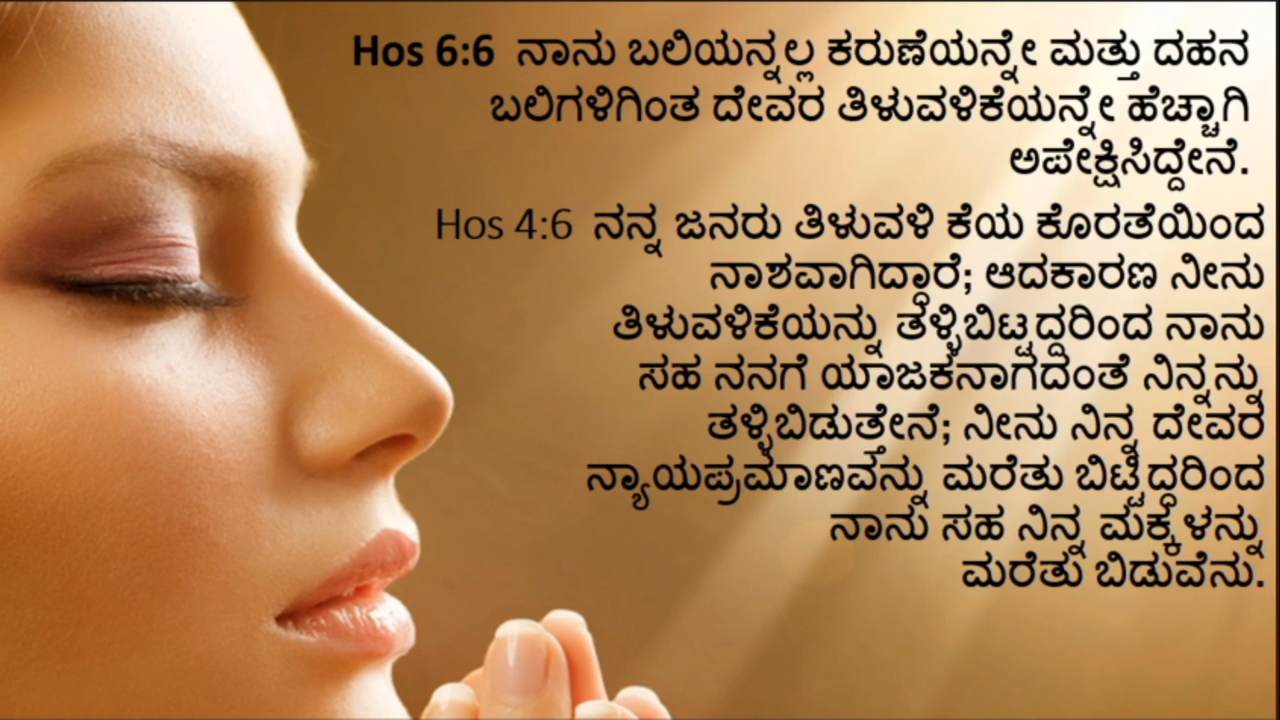 Hos 6:6 ನಾನು ಬಲಿಯನ್ನಲ್ಲ ಕರುಣೆಯನ್ನೇ ಮತ್ತು ದಹನ
ಬಲಿಗಳಿಗಿಂತ ದೇವರ ತಿಳುವಳಿಕೆಯನ್ನೇ ಹೆಚ್ಚಾಗಿ
ಅಪೇಕ್ಷಿಸಿದ್ದೇನೆ.
Hos 4:6 ನನ್ನ ಜನರು ತಿಳುವಳಿ ಕೆಯ ಕೊರತೆಯಿಂದ
ನಾಶವಾಗಿದ್ದಾರೆ; ಆದಕಾರಣ ನೀನು
ತಿಳುವಳಿಕೆಯನ್ನು ತಳ್ಳಿಬಿಟ್ಟದ್ದರಿಂದ ನಾನು
ಸಹ ನನಗೆ ಯಾಜಕನಾಗದಂತೆ ನಿನ್ನನ್ನು
ತಳ್ಳಿಬಿಡುತ್ತೇನೆ; ನೀನು ನಿನ್ನ ದೇವರ
ನ್ಯಾಯಪ್ರಮಾಣವನ್ನು ಮರೆತು ಬಿಟ್ಟಿದ್ದರಿಂದ
ನಾನು ಸಹ ನಿನ್ನ ಮಕ್ಕಳನ್ನು
ಮರೆತು ಬಿಡುವೆನು.